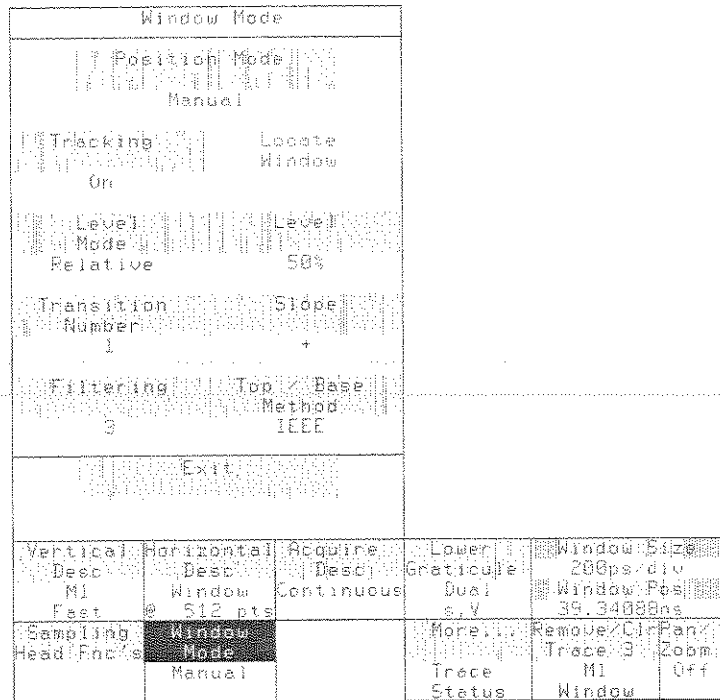 Window Mode
Position Mode
Manual
Tracking Locate
Window
On
Level Level
Mode
Relative 50%
Transition Slope
Number
1 +
Filtering Top / Base
Method
3 IEEE
Exit
Vertical Horizontal Acquire Lower Window Size
Desc Desc Desc Graticule 200ps/div
M1 Window Continuous Dual Window Pos
Fast @ 512 pts s,V 39.34088ns
Sampling Window More... Remove/Clr Pan/
Head Fnc's Mode Trace 3 Zoom
Manual Trace M1 Off
Status Window